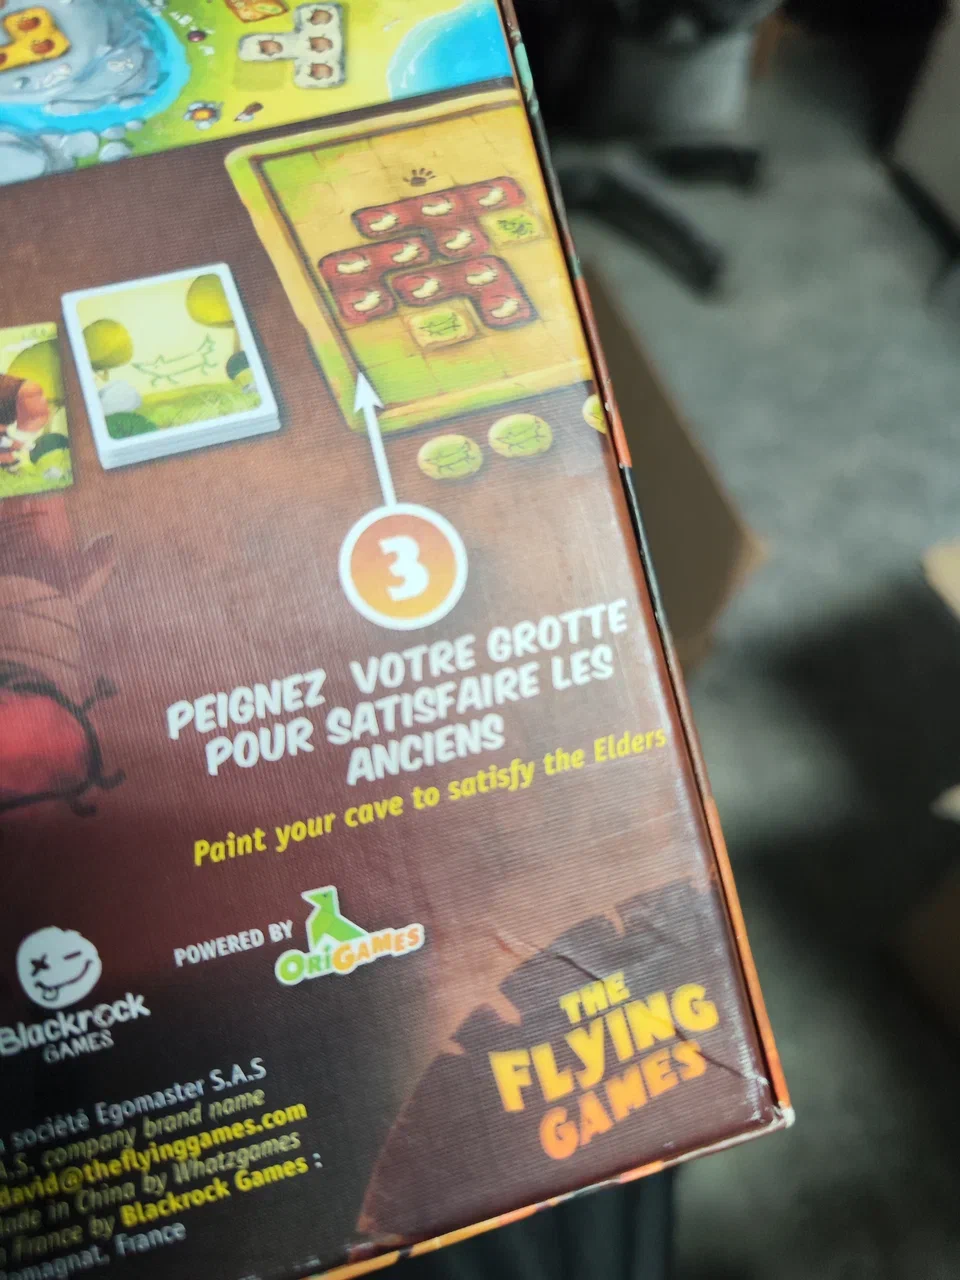 3
PEIGNEZ VOTRE GROTTE
POUR SATISFAIRE LES
ANCIENS
Paint your cave to satisfy the Elders
POWERED BY
ORIGAMES
Blackrock
GAMES
THE
FLYING
GAMES
société Egomaster S.A.S
A.S. company brand name
david@theflyinggames.com
Made in China by Whatzgames
France by Blackrock Games :
France